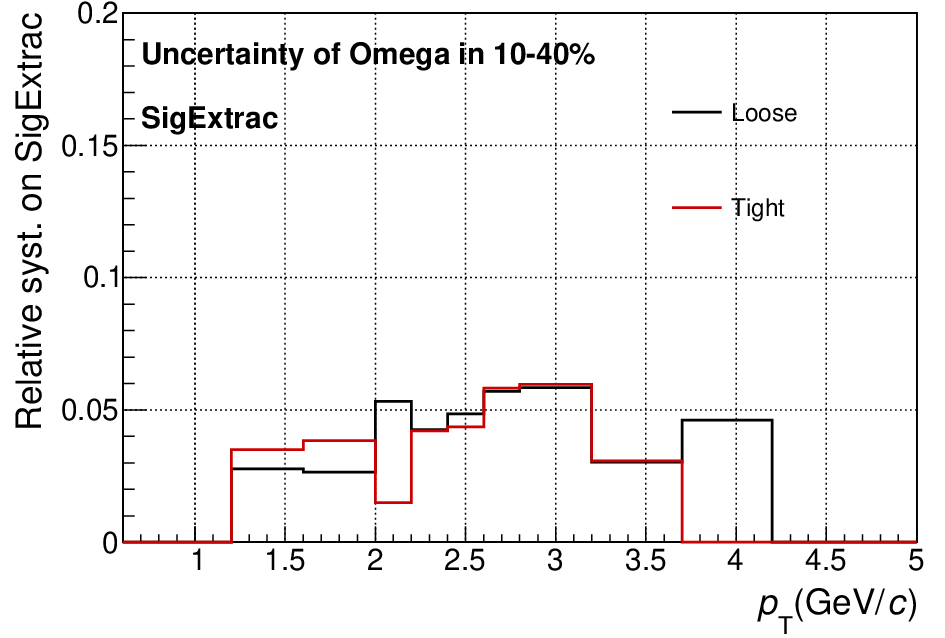 Relative syst. on SigExtrac
0.2
0.15
0.1
0.05
0
Uncertainty of Omega in 10-40%
SigExtrac
Loose
Tight
1 1.5 2 2.5 3 3.5 4 4.5 5
pT(GeV/c)